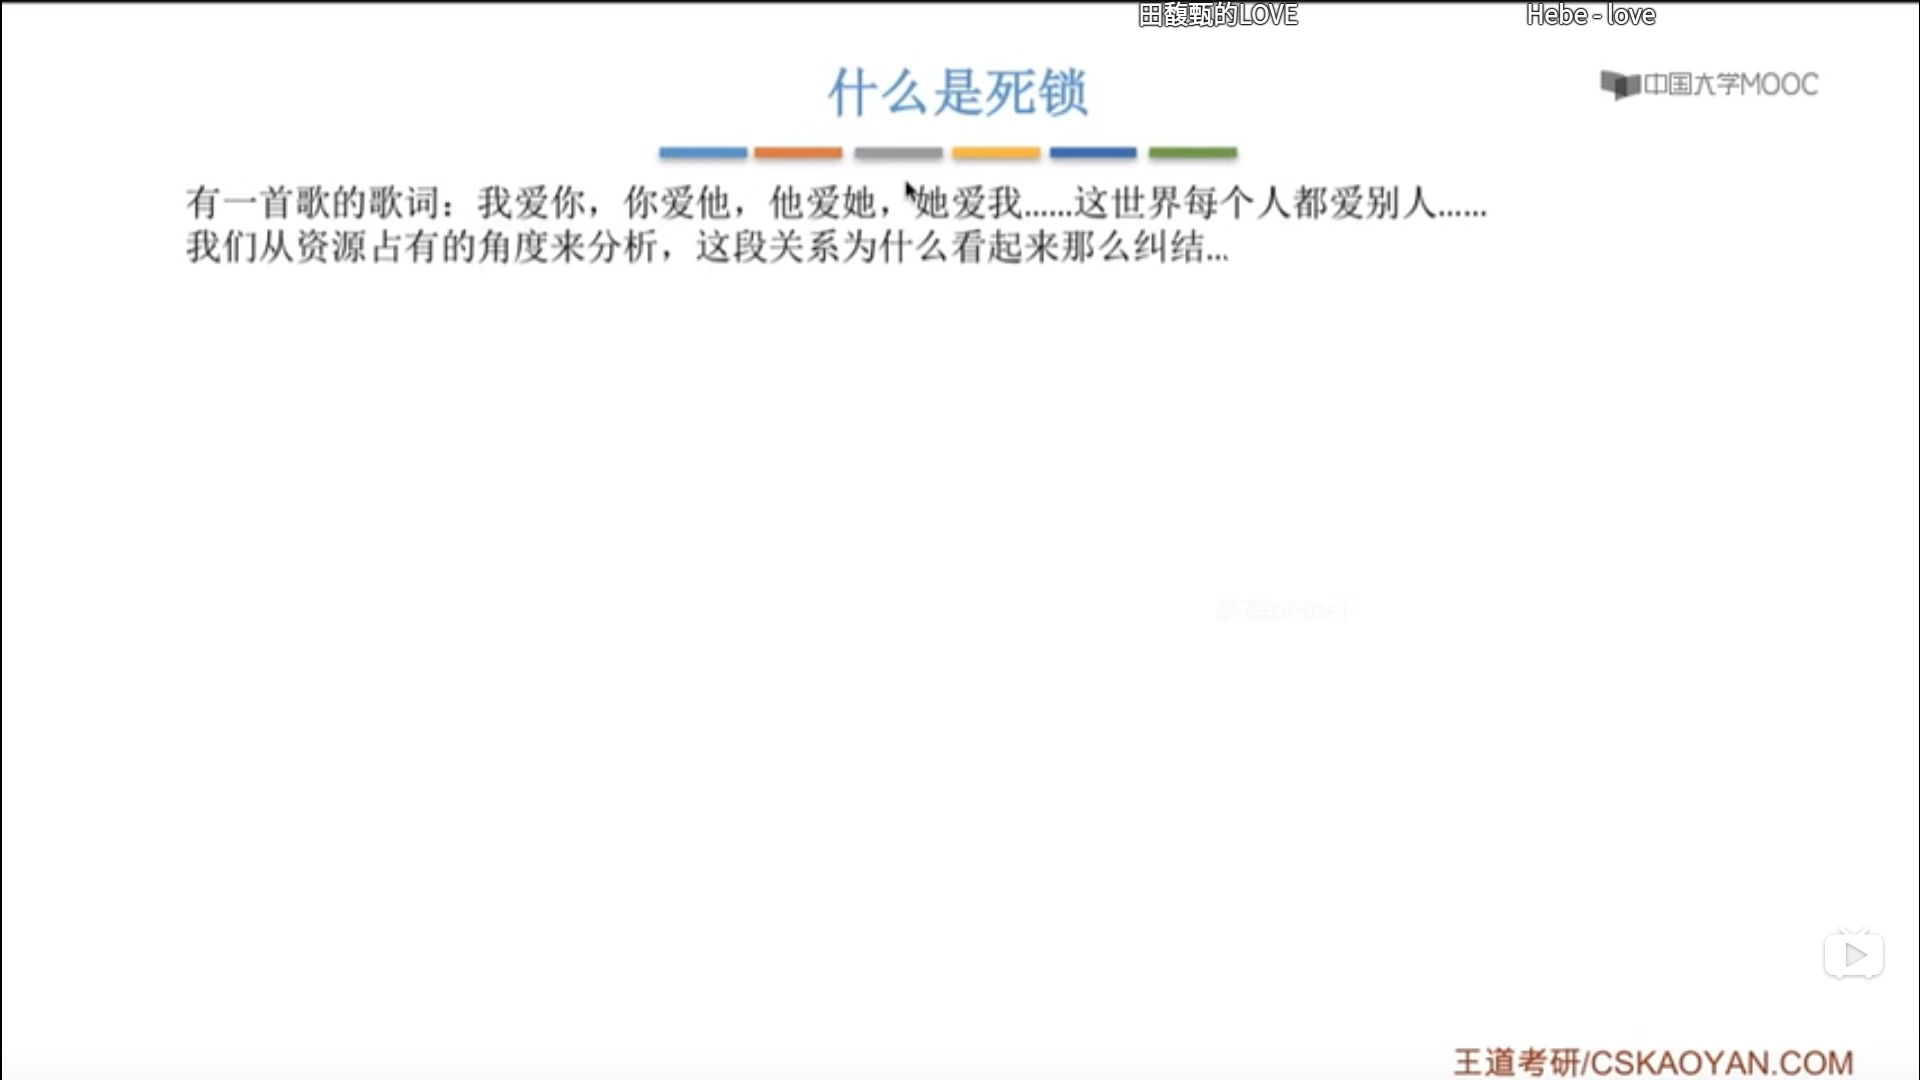 田馥甄的LOVE
Hebe - love
什么是死锁
中国大学MOOC
有一首歌的歌词：我爱你，你爱他，他爱她，她爱我……这世界每个人都爱别人……
我们从资源占有的角度来分析，这段关系为什么看起来那么纠结...
王道考研/CSKAOYAN.COM